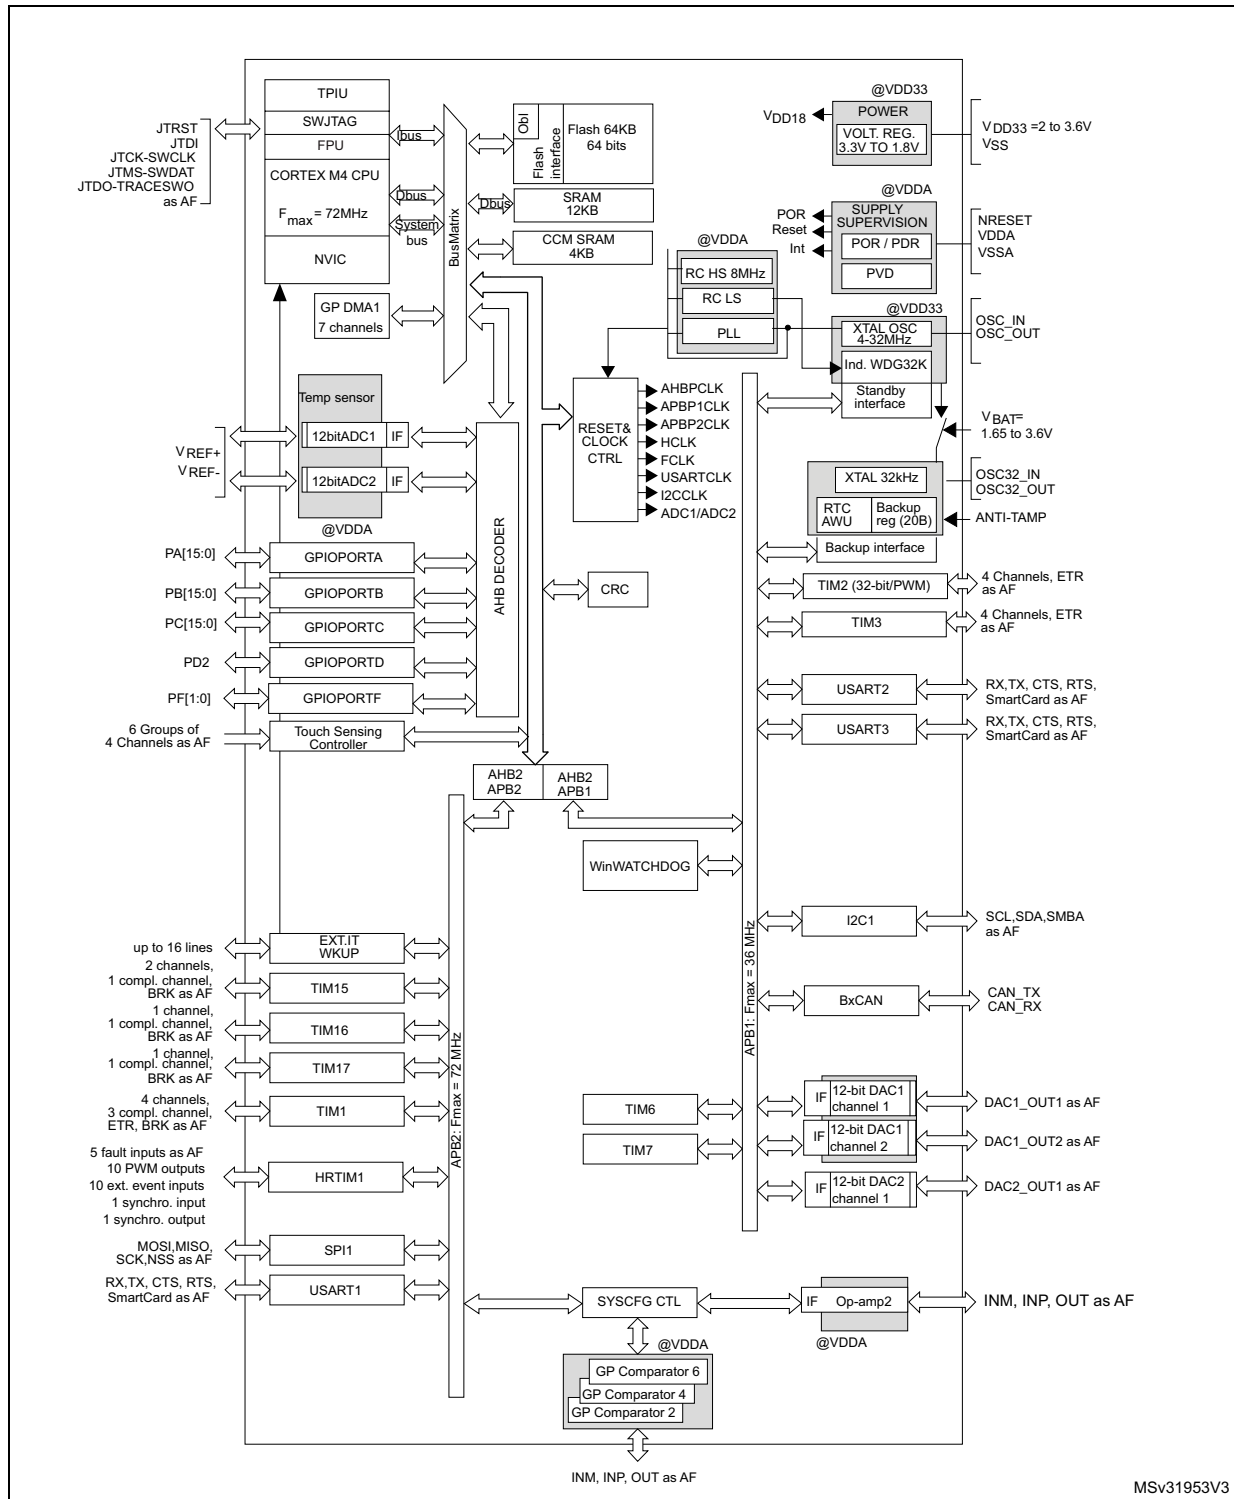 TPIU
SWJTAG
FPU
CORTEX M4 CPU
Fmax = 72MHz
NVIC
JTRST
JTDI
JTCK-SWCLK
JTMS-SWDAT
JTDO-TRACESWO
as AF
Ibus
Dbus
System
bus
GP DMA1
7 channels
BusMatrix
Obl
Flash
interface
Flash 64KB
64 bits
Dbus
SRAM
12KB
CCM SRAM
4KB
@VDD33
POWER
VOLT. REG.
3.3V TO 1.8V
VDD18
VDD33 =2 to 3.6V
VSS
@VDDA
SUPPLY
SUPERVISION
POR / PDR
PVD
POR
Reset
Int
NRESET
VDDA
VSSA
@VDDA
RC HS 8MHz
RC LS
PLL
@VDD33
XTAL OSC
4-32MHz
Ind. WDG32K
Standby
interface
OSC_IN
OSC_OUT
VBAT=
1.65 to 3.6V
XTAL 32kHz
RTC
AWU
Backup
reg (20B)
Backup interface
OSC32_IN
OSC32_OUT
ANTI-TAMP
RESET&
CLOCK
CTRL
AHBPCLK
APBP1CLK
APBP2CLK
HCLK
FCLK
USARTCLK
I2CCLK
ADC1/ADC2
Temp sensor
12bitADC1
IF
12bitADC2
IF
@VDDA
VREF+
VREF-
AHB DECODER
PA[15:0]
GPIOPORTA
PB[15:0]
GPIOPORTB
PC[15:0]
GPIOPORTC
PD2
GPIOPORTD
PF[1:0]
GPIOPORTF
6 Groups of
4 Channels as AF
Touch Sensing
Controller
CRC
AHB2
APB2
AHB2
APB1
TIM2 (32-bit/PWM)
4 Channels, ETR
as AF
TIM3
4 Channels, ETR
as AF
USART2
RX,TX, CTS, RTS,
SmartCard as AF
USART3
RX,TX, CTS, RTS,
SmartCard as AF
WinWATCHDOG
APB1: Fmax = 36 MHz
I2C1
SCL,SDA,SMBA
as AF
BxCAN
CAN_TX
CAN_RX
TIM6
TIM7
IF
12-bit DAC1
channel 1
DAC1_OUT1 as AF
IF
12-bit DAC1
channel 2
DAC1_OUT2 as AF
IF
12-bit DAC2
channel 1
DAC2_OUT1 as AF
APB2: Fmax = 72 MHz
up to 16 lines
EXT.IT
WKUP
2 channels,
1 compl. channel,
BRK as AF
TIM15
1 channel,
1 compl. channel,
BRK as AF
TIM16
1 channel,
1 compl. channel,
BRK as AF
TIM17
4 channels,
3 compl. channel,
ETR, BRK as AF
TIM1
5 fault inputs as AF
10 PWM outputs
10 ext. event inputs
1 synchro. input
1 synchro. output
HRTIM1
MOSI,MISO,
SCK,NSS as AF
SPI1
RX,TX, CTS, RTS,
SmartCard as AF
USART1
SYSCFG CTL
IF
Op-amp2
INM, INP, OUT as AF
@VDDA
@VDDA
GP Comparator 6
GP Comparator 4
GP Comparator 2
INM, INP, OUT as AF
MSv31953V3